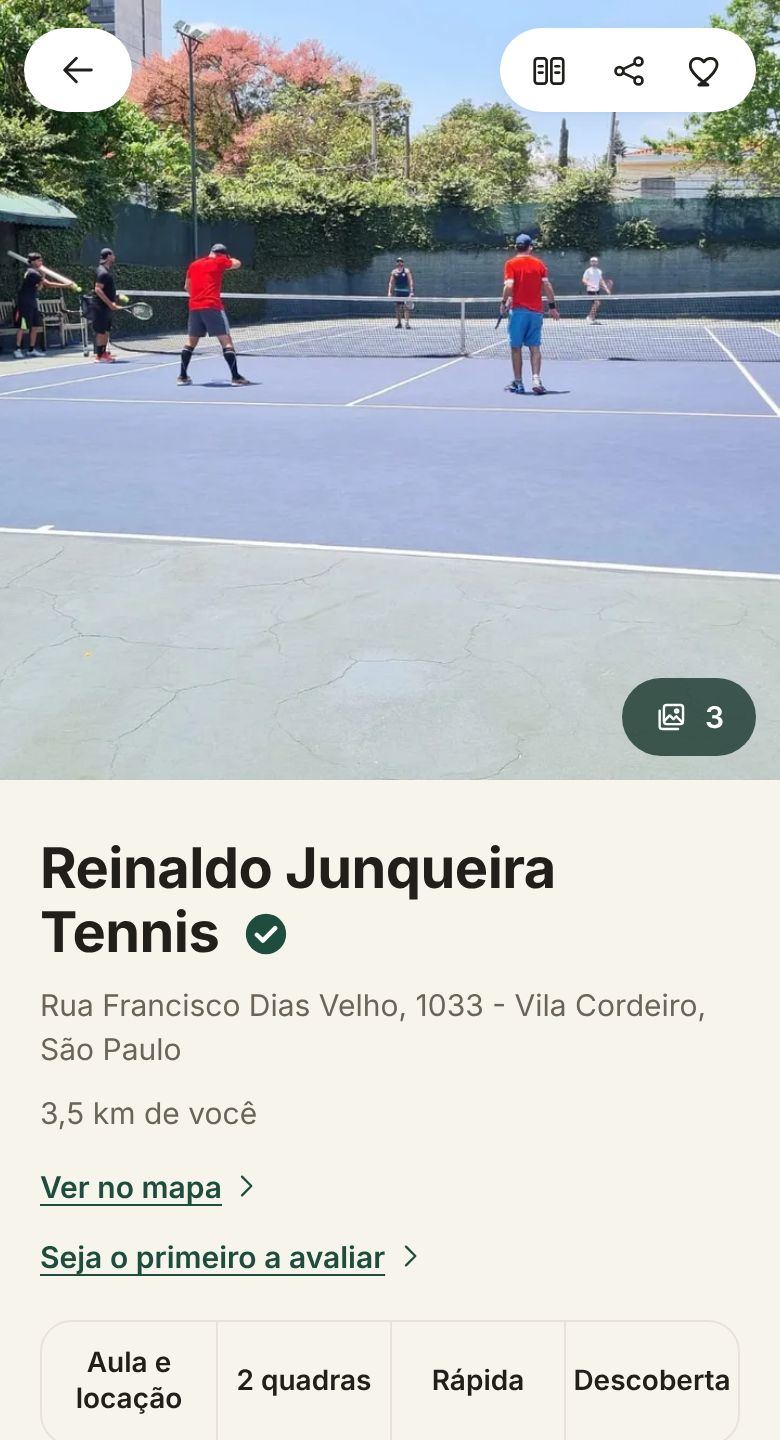 3
Reinaldo Junqueira
Tennis
Rua Francisco Dias Velho, 1033 - Vila Cordeiro,
São Paulo
3,5 km de você
Ver no mapa
Seja o primeiro a avaliar
Aula e
locação
2 quadras
Rápida
Descoberta